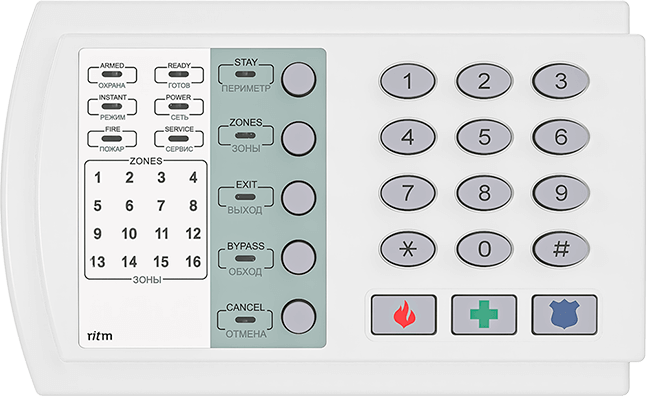 ARMED READY
ОХРАНА ГОТОВ
INSTANT POWER
РЕЖИМ СЕТЬ
FIRE SERVICE
ПОЖАР СЕРВИС
ZONES
1 2 3 4
5 6 7 8
9 10 11 12
13 14 15 16
ЗОНЫ
ritm
STAY
ПЕРИМЕТР
ZONES
ЗОНЫ
EXIT
ВЫХОД
BYPASS
ОБХОД
CANCEL
ОТМЕНА
1 2 3
4 5 6
7 8 9
* 0 #